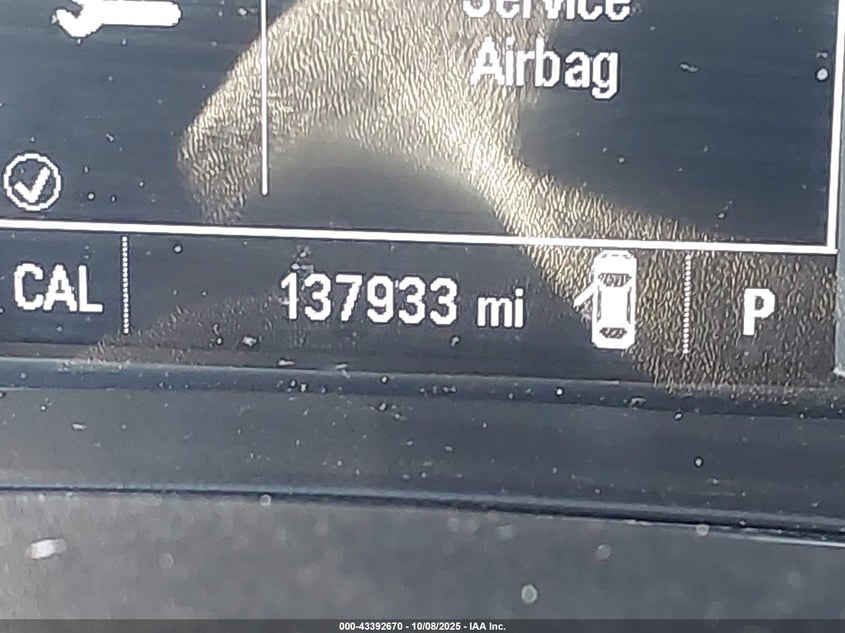 Service
Airbag
CAL
137933 mi
P
000-43392670 - 10/08/2025 - IAA Inc.